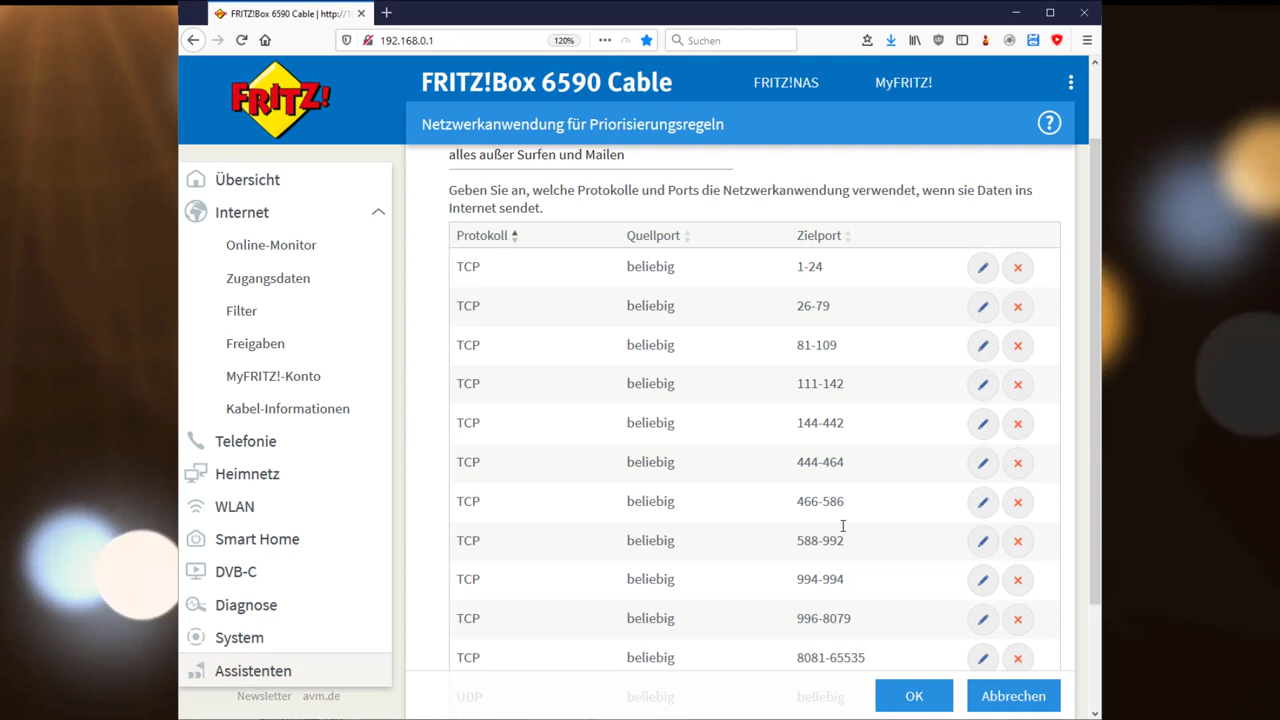 FRITZ!Box 6590 Cable | http://1
192.168.0.1
120%
Suchen
FRITZ!
FRITZ!Box 6590 Cable
FRITZ!NAS
MyFRITZ!
Netzwerkanwendung für Priorisierungsregeln
Übersicht
Internet
Online-Monitor
Zugangsdaten
Filter
Freigaben
MyFRITZ!-Konto
Kabel-Informationen
Telefonie
Heimnetz
WLAN
Smart Home
DVB-C
Diagnose
System
Assistenten
Newsletter avm.de
alles außer Surfen und Mailen
Geben Sie an, welche Protokolle und Ports die Netzwerkanwendung verwendet, wenn sie Daten ins
Internet sendet.
Protokoll Quellport Zielport
TCP beliebig 1-24
TCP beliebig 26-79
TCP beliebig 81-109
TCP beliebig 111-142
TCP beliebig 144-442
TCP beliebig 444-464
TCP beliebig 466-586
TCP beliebig 588-992
TCP beliebig 994-994
TCP beliebig 996-8079
TCP beliebig 8081-65535
UDP beliebig beliebig
OK
Abbrechen